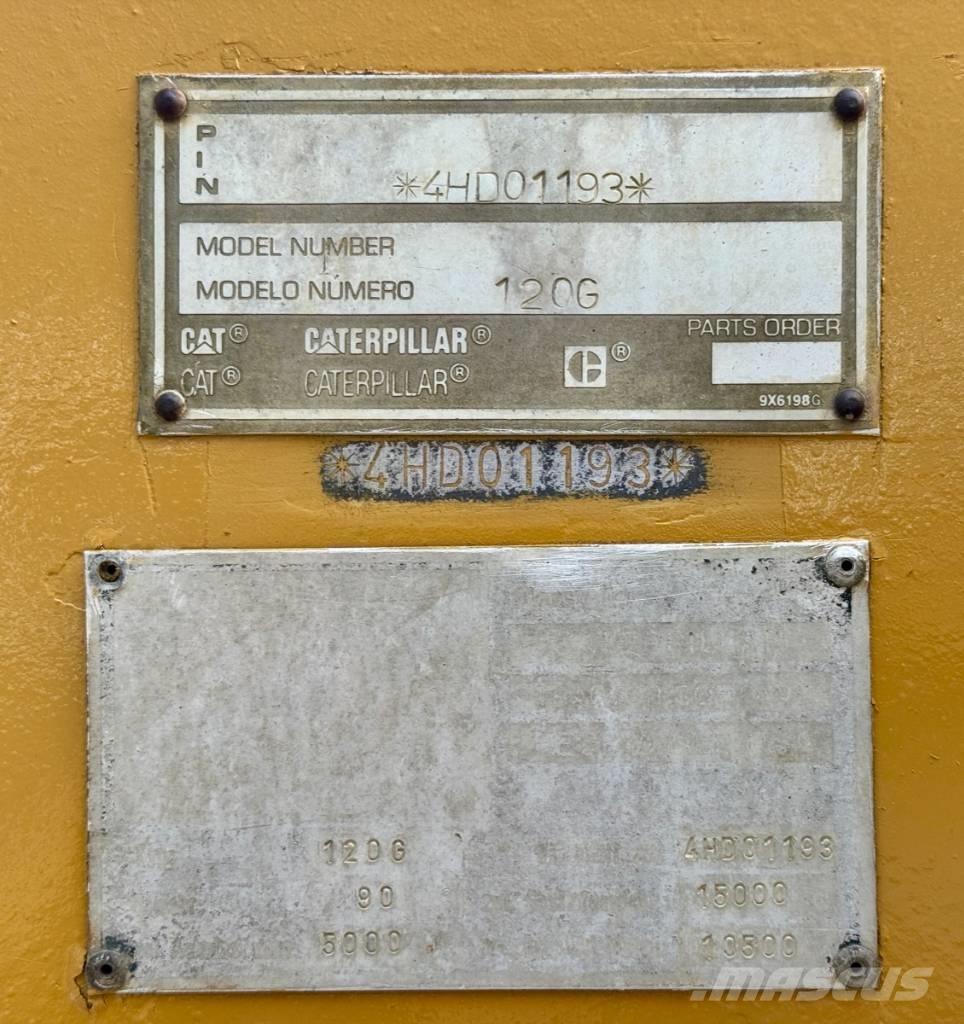 PIN
*4HD01193*
MODEL NUMBER
MODELO NÚMERO 120G
CAT® CATERPILLAR® PARTS ORDER
CAT® CATERPILLAR® ®
9X6198G
*4HD01193*
120G 4HD01193
90 15000
5000 10500
MASCUS